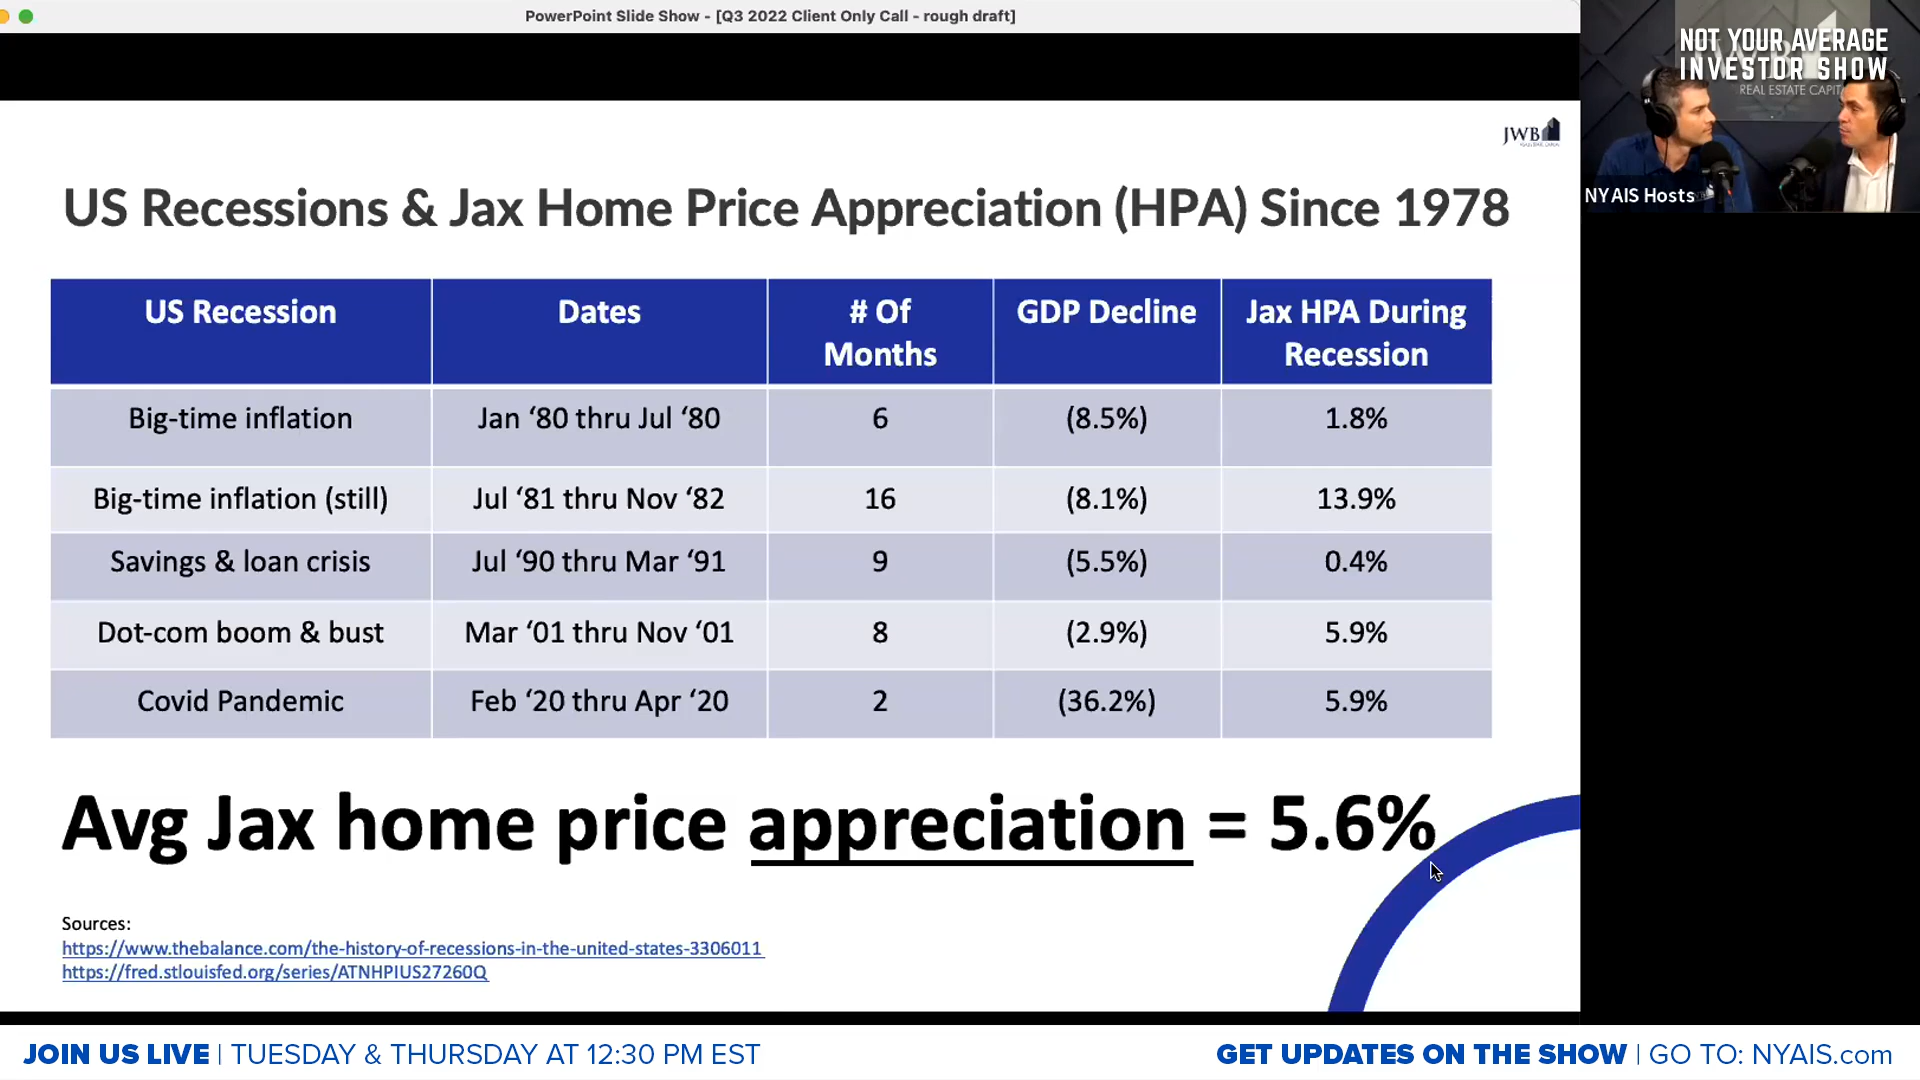 PowerPoint Slide Show - [Q3 2022 Client Only Call - rough draft]
NOT YOUR AVERAGE
INVESTOR SHOW
NYAIS Hosts
JWB
US Recessions & Jax Home Price Appreciation (HPA) Since 1978
US Recession Dates # Of Months GDP Decline Jax HPA During Recession
Big-time inflation Jan ‘80 thru Jul ‘80 6 (8.5%) 1.8%
Big-time inflation (still) Jul ‘81 thru Nov ‘82 16 (8.1%) 13.9%
Savings & loan crisis Jul ‘90 thru Mar ‘91 9 (5.5%) 0.4%
Dot-com boom & bust Mar ‘01 thru Nov ‘01 8 (2.9%) 5.9%
Covid Pandemic Feb ‘20 thru Apr ‘20 2 (36.2%) 5.9%
Avg Jax home price appreciation = 5.6%
Sources:
https://www.thebalance.com/the-history-of-recessions-in-the-united-states-3306011
https://fred.stlouisfed.org/series/ATNHPIUS27260Q
JOIN US LIVE | TUESDAY & THURSDAY AT 12:30 PM EST
GET UPDATES ON THE SHOW | GO TO: NYAIS.com